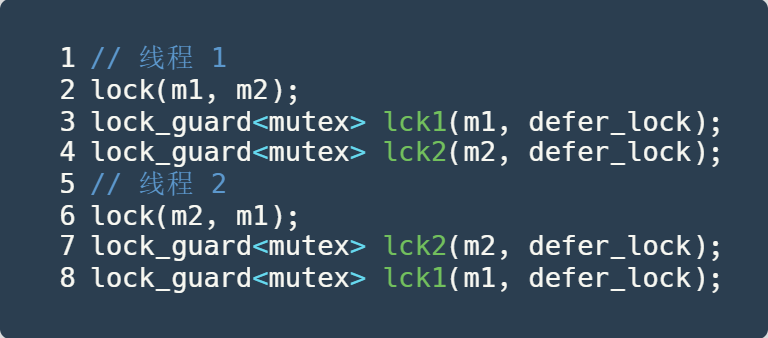 1 // 线程 1
2 lock(m1, m2);
3 lock_guard<mutex> lck1(m1, defer_lock);
4 lock_guard<mutex> lck2(m2, defer_lock);
5 // 线程 2
6 lock(m2, m1);
7 lock_guard<mutex> lck2(m2, defer_lock);
8 lock_guard<mutex> lck1(m1, defer_lock);